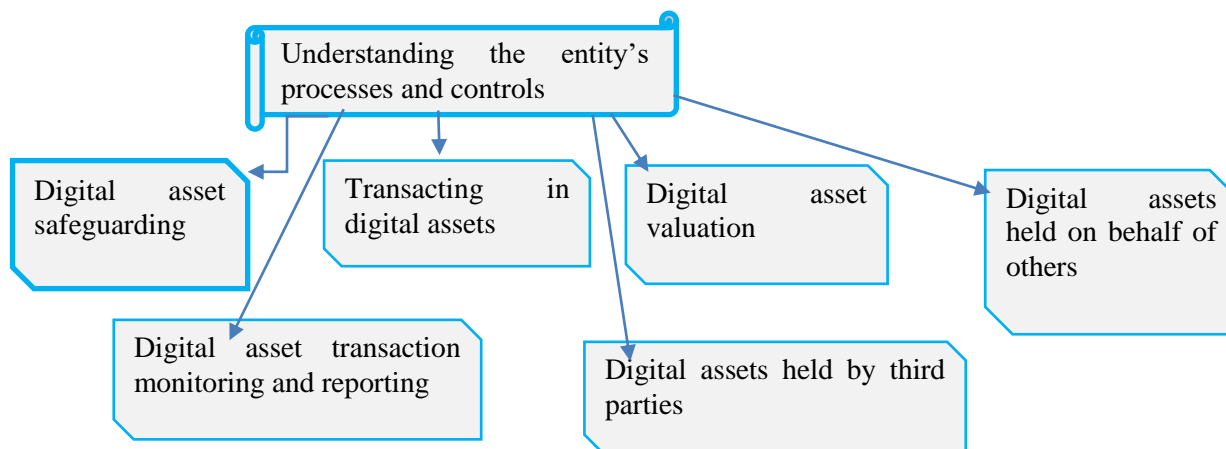 Understanding the entity’s
processes and controls
Digital asset
safeguarding
Transacting in
digital assets
Digital asset
valuation
Digital assets
held on behalf of
others
Digital asset transaction
monitoring and reporting
Digital assets held by third
parties